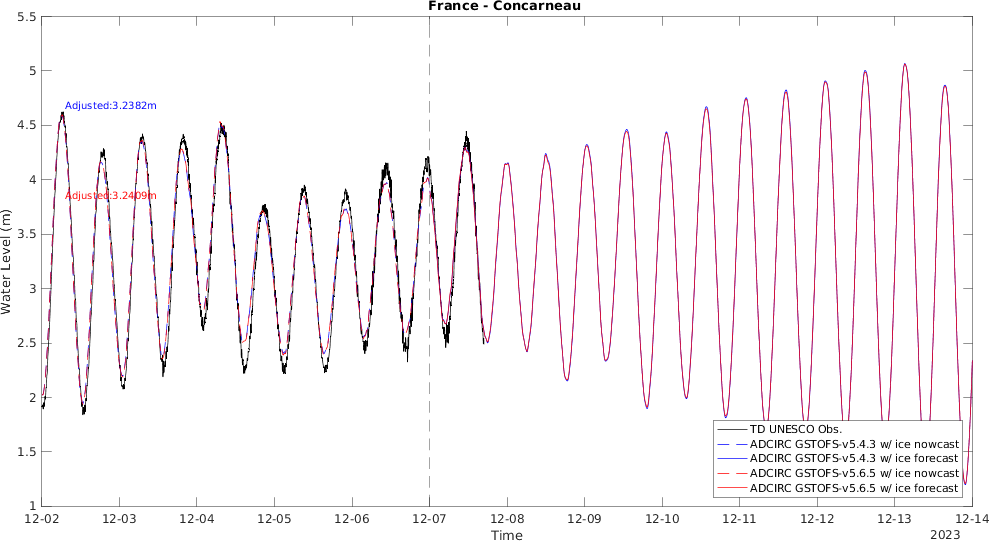 France - Concarneau
5.5
5
4.5
4
3.5
3
2.5
2
1.5
1
Water Level (m)
Adjusted:3.2382m
Adjusted:3.2409m
TD UNESCO Obs.
ADCIRC GSTOFS-v5.4.3 w/ ice nowcast
ADCIRC GSTOFS-v5.4.3 w/ ice forecast
ADCIRC GSTOFS-v5.6.5 w/ ice nowcast
ADCIRC GSTOFS-v5.6.5 w/ ice forecast
12-02 12-03 12-04 12-05 12-06 12-07 12-08 12-09 12-10 12-11 12-12 12-13 12-14
Time
2023